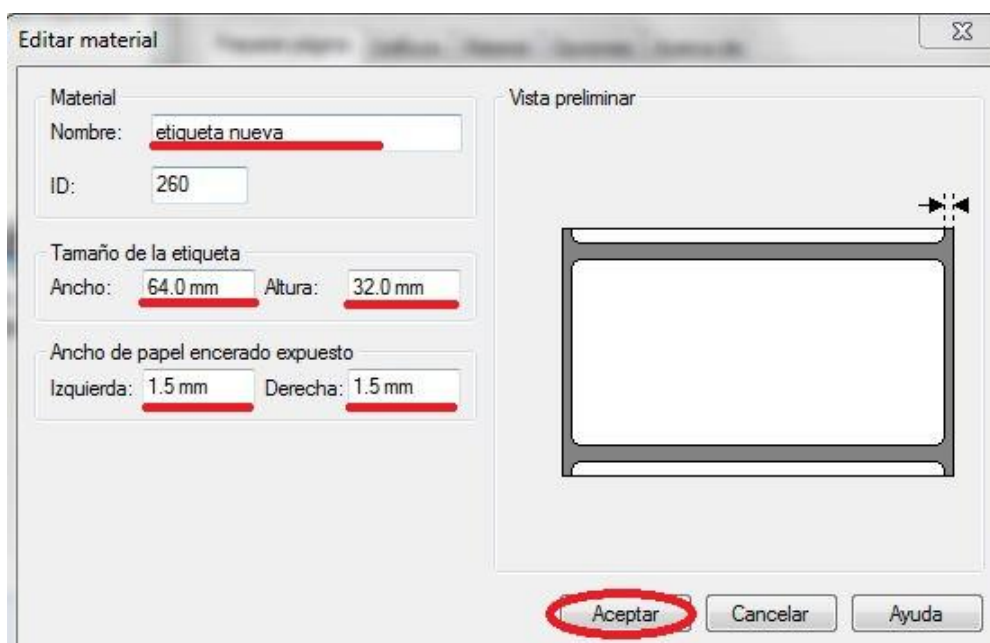 Editar material
Material
Nombre: etiqueta nueva
ID: 260
Tamaño de la etiqueta
Ancho: 64.0 mm Altura: 32.0 mm
Ancho de papel encerado expuesto
Izquierda: 1.5 mm Derecha: 1.5 mm
Vista preliminar
Aceptar Cancelar Ayuda